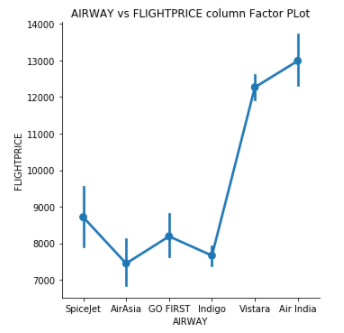 AIRWAY vs FLIGHTPRICE column Factor PLot
14000
13000
12000
11000
10000
9000
8000
7000
FLIGHTPRICE
SpiceJet AirAsia GO FIRST Indigo Vistara Air India
AIRWAY